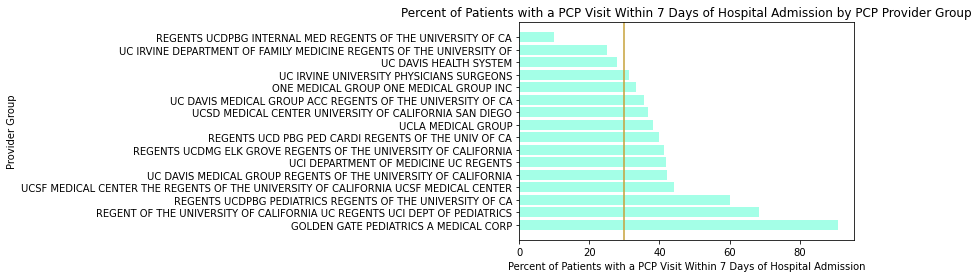 Percent of Patients with a PCP Visit Within 7 Days of Hospital Admission by PCP Provider Group
REGENTS UCDPBG INTERNAL MED REGENTS OF THE UNIVERSITY OF CA
UC IRVINE DEPARTMENT OF FAMILY MEDICINE REGENTS OF THE UNIVERSITY OF
UC DAVIS HEALTH SYSTEM
UC IRVINE UNIVERSITY PHYSICIANS SURGEONS
ONE MEDICAL GROUP ONE MEDICAL GROUP INC
UC DAVIS MEDICAL GROUP ACC REGENTS OF THE UNIVERSITY OF CA
UCSD MEDICAL CENTER UNIVERSITY OF CALIFORNIA SAN DIEGO
UCLA MEDICAL GROUP
REGENTS UCD PBG PED CARDI REGENTS OF THE UNIV OF CA
REGENTS UCDMG ELK GROVE REGENTS OF THE UNIVERSITY OF CALIFORNIA
UCI DEPARTMENT OF MEDICINE UC REGENTS
UC DAVIS MEDICAL GROUP REGENTS OF THE UNIVERSITY OF CALIFORNIA
UCSF MEDICAL CENTER THE REGENTS OF THE UNIVERSITY OF CALIFORNIA UCSF MEDICAL CENTER
REGENTS UCDPBG PEDIATRICS REGENTS OF THE UNIVERSITY OF CA
REGENT OF THE UNIVERSITY OF CALIFORNIA UC REGENTS UCI DEPT OF PEDIATRICS
GOLDEN GATE PEDIATRICS A MEDICAL CORP
Provider Group
0 20 40 60 80
Percent of Patients with a PCP Visit Within 7 Days of Hospital Admission